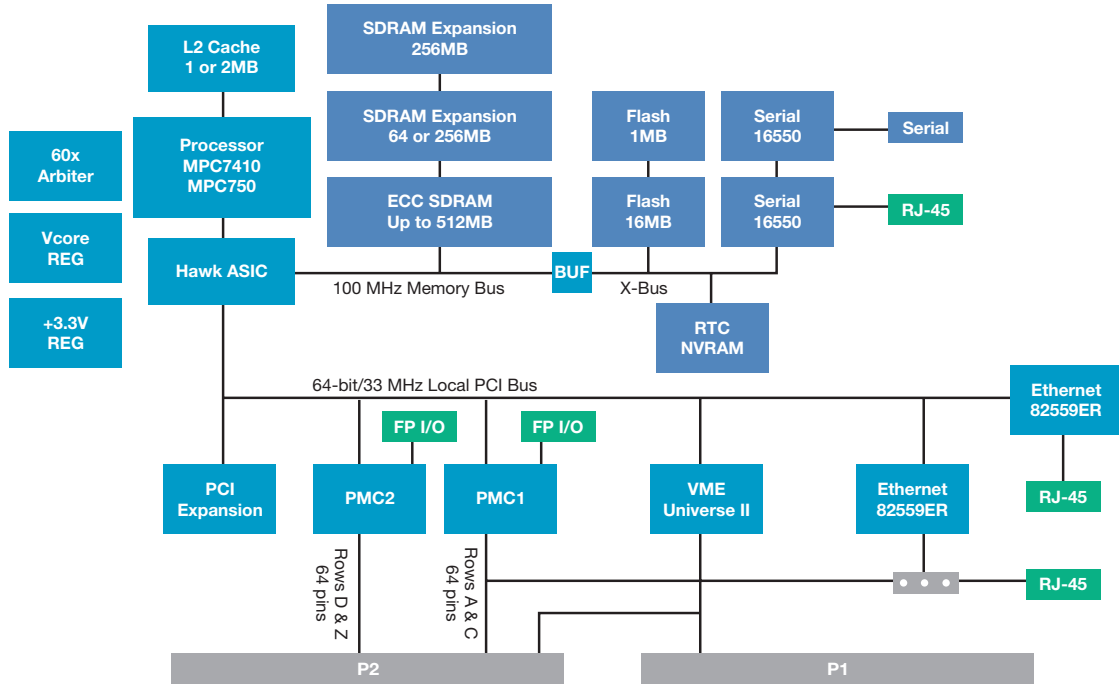 SDRAM Expansion
256MB
L2 Cache
1 or 2MB
SDRAM Expansion
64 or 256MB
Flash
1MB
Serial
16550
Serial
60x
Arbiter
Processor
MPC7410
MPC750
ECC SDRAM
Up to 512MB
Flash
16MB
Serial
16550
RJ-45
Vcore
REG
Hawk ASIC
BUF
100 MHz Memory Bus
X-Bus
+3.3V
REG
RTC
NVRAM
64-bit/33 MHz Local PCI Bus
Ethernet
82559ER
FP I/O
FP I/O
PCI
Expansion
PMC2
PMC1
VME
Universe II
Ethernet
82559ER
RJ-45
Rows D & Z
64 pins
Rows A & C
64 pins
RJ-45
P2
P1